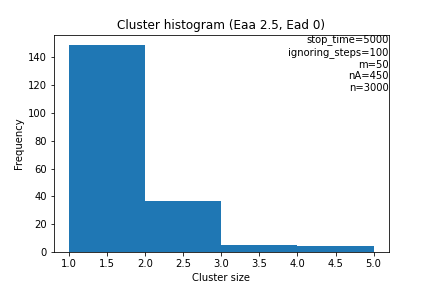 Cluster histogram (Eaa 2.5, Ead 0)
stop_time=5000
ignoring_steps=100
m=50
nA=450
n=3000
140
120
100
80
60
40
20
0
Frequency
1.0 1.5 2.0 2.5 3.0 3.5 4.0 4.5 5.0
Cluster size